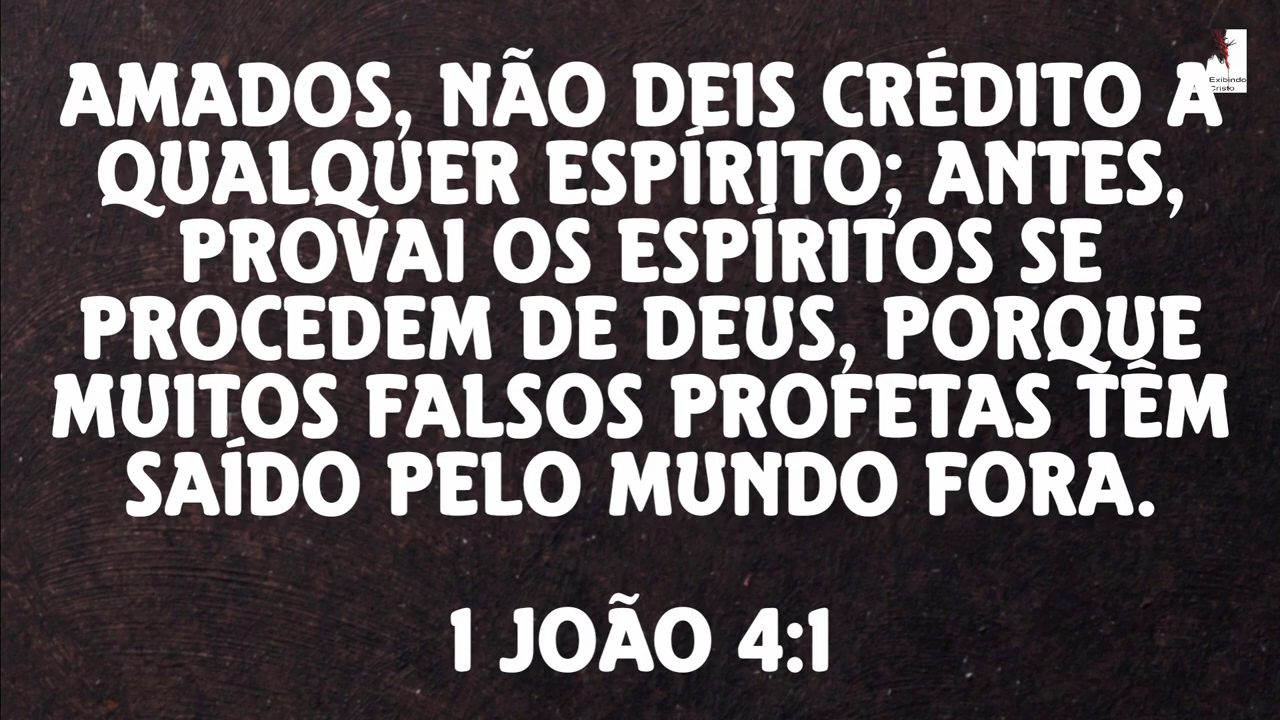 AMADOS, NÃO DEIS CRÉDITO A
QUALQUER ESPÍRITO; ANTES,
PROVAI OS ESPÍRITOS SE
PROCEDEM DE DEUS, PORQUE
MUITOS FALSOS PROFETAS TÊM
SAÍDO PELO MUNDO FORA.
1 JOÃO 4:1
Exibindo
Cristo